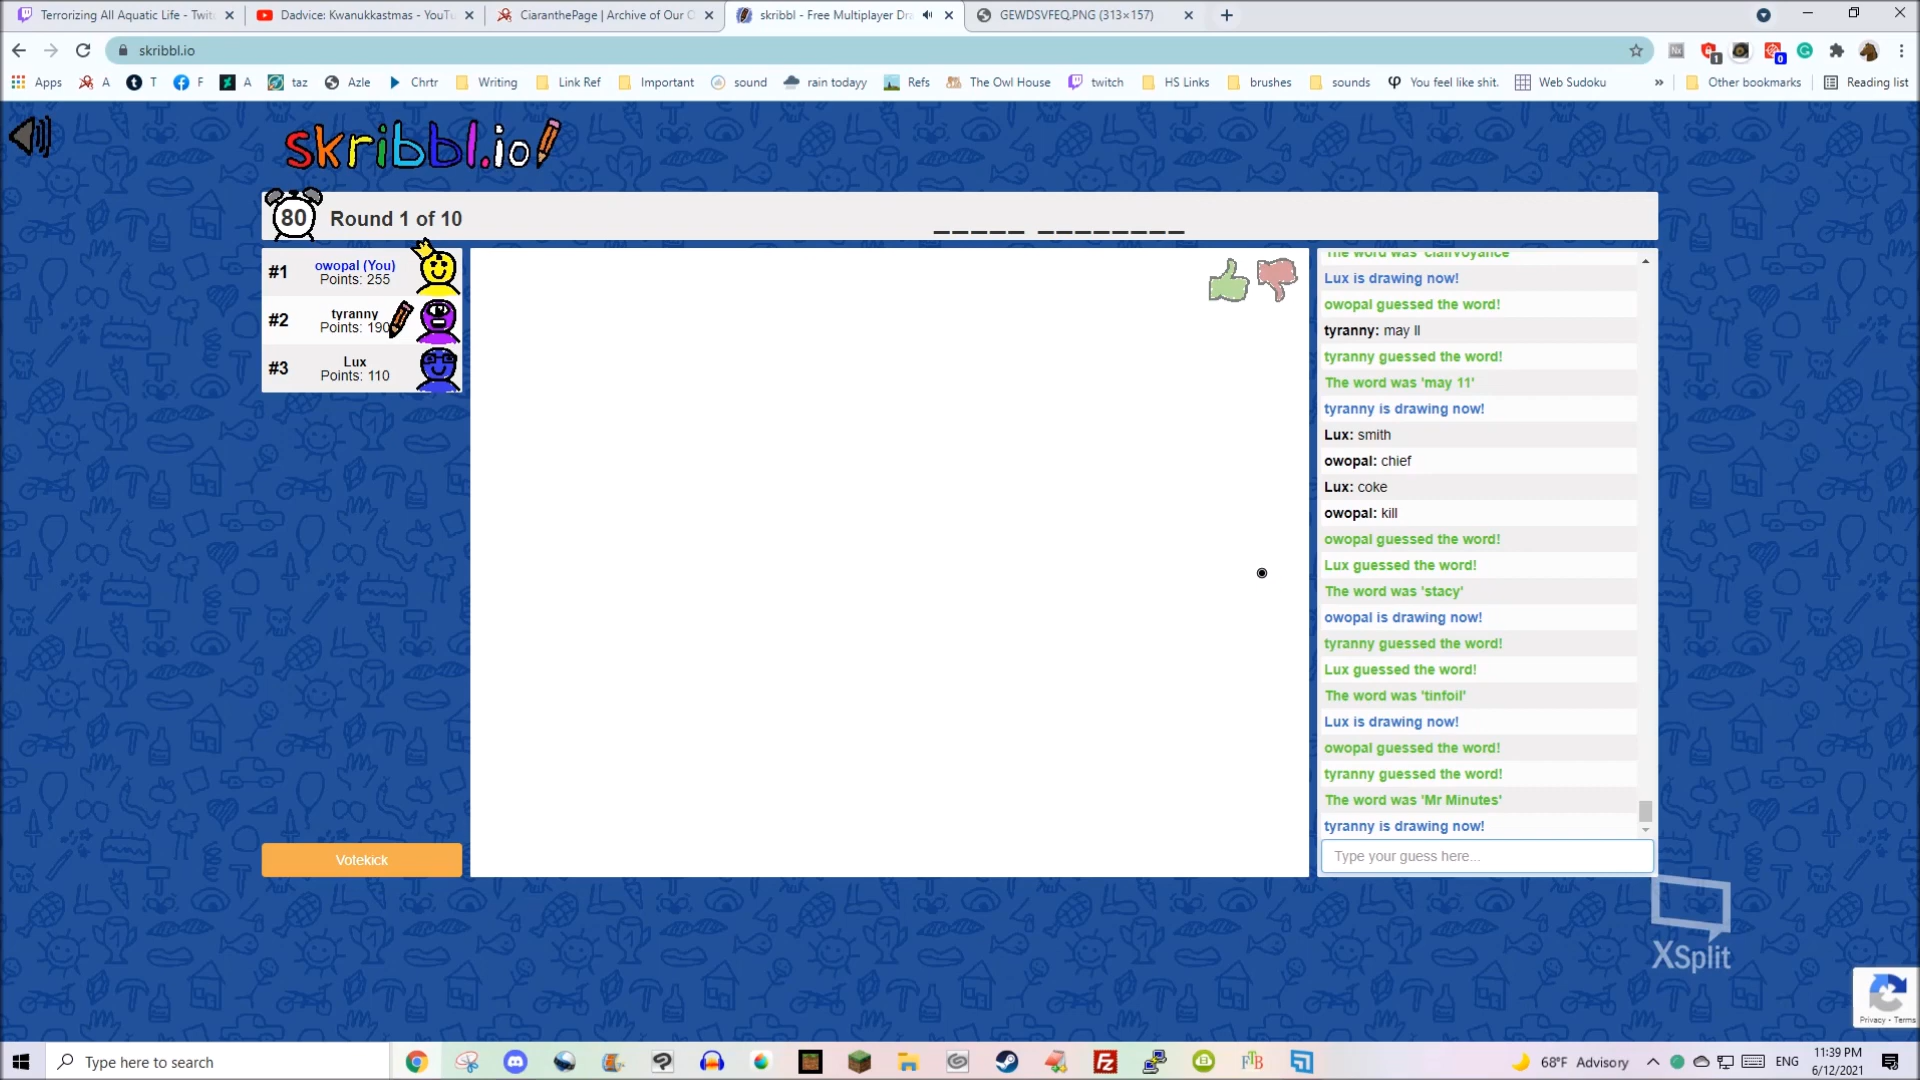 Terrorizing All Aquatic Life - Twit
Dadvice: Kwanukkastmas - YouTu
CiaranthePage | Archive of Our O
skribbl - Free Multiplayer Dr
GEWDSVFEQ.PNG (313×157)
skribbl.io
Apps
A
T
F
A
taz
Azle
Chrtr
Writing
Link Ref
Important
sound
rain todayy
Refs
The Owl House
twitch
HS Links
brushes
sounds
You feel like shit.
Web Sudoku
»
Other bookmarks
Reading list
skribbl.io
80
Round 1 of 10
_____ ________
#1
owopal (You)
Points: 255
#2
tyranny
Points: 190
#3
Lux
Points: 110
Votekick
The word was 'clairvoyance'
Lux is drawing now!
owopal guessed the word!
tyranny: may ll
tyranny guessed the word!
The word was 'may 11'
tyranny is drawing now!
Lux: smith
owopal: chief
Lux: coke
owopal: kill
owopal guessed the word!
Lux guessed the word!
The word was 'stacy'
owopal is drawing now!
tyranny guessed the word!
Lux guessed the word!
The word was 'tinfoil'
Lux is drawing now!
owopal guessed the word!
tyranny guessed the word!
The word was 'Mr Minutes'
tyranny is drawing now!
Type your guess here...
XSplit
Privacy - Terms
Type here to search
FTB
68°F Advisory
ENG
11:39 PM
6/12/2021